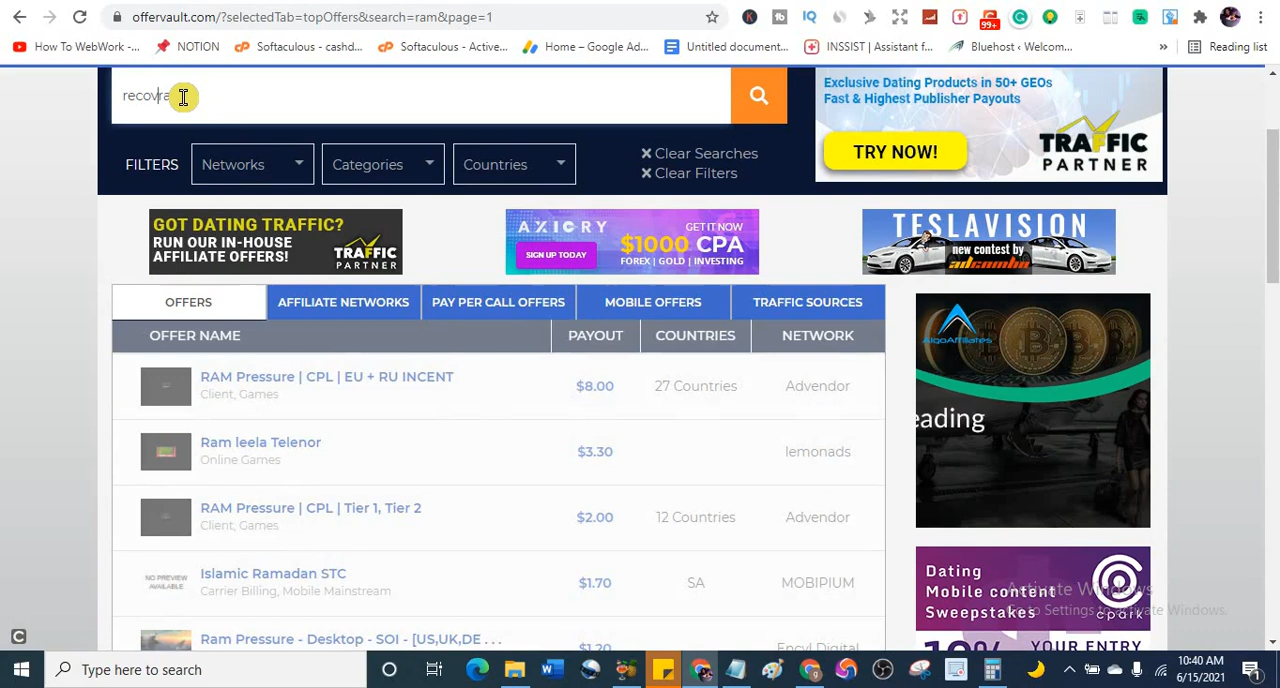 offervault.com/?selectedTab=topOffers&search=ram&page=1
99+
How To WebWork -...
NOTION
Softaculous - cashd...
Softaculous - Active...
Home – Google Ad...
Untitled document...
INSSIST | Assistant f...
Bluehost ‹ Welcom...
»
Reading list
recovra
Exclusive Dating Products in 50+ GEOs
Fast & Highest Publisher Payouts
TRY NOW!
TRAFFIC
PARTNER
FILTERS
Networks
Categories
Countries
Clear Searches
Clear Filters
GOT DATING TRAFFIC?
RUN OUR IN-HOUSE
AFFILIATE OFFERS!
TRAFFIC
PARTNER
AXIORY
SIGN UP TODAY
GET IT NOW
$1000 CPA
FOREX | GOLD | INVESTING
TESLAVISION
new contest by
adcombo
OFFERS
AFFILIATE NETWORKS
PAY PER CALL OFFERS
MOBILE OFFERS
TRAFFIC SOURCES
OFFER NAME
PAYOUT
COUNTRIES
NETWORK
RAM Pressure | CPL | EU + RU INCENT
Client, Games
$8.00
27 Countries
Advendor
Ram leela Telenor
Online Games
$3.30
lemonads
RAM Pressure | CPL | Tier 1, Tier 2
Client, Games
$2.00
12 Countries
Advendor
NO PREVIEW
AVAILABLE
Islamic Ramadan STC
Carrier Billing, Mobile Mainstream
$1.70
SA
MOBIPIUM
Ram Pressure - Desktop - SOI - [US,UK,DE . . .
$1.20
AlgoAffiliates
eading
Dating
Mobile content
Sweepstakes
cpark
10%
YOUR ENTRY
Activate Windows
Go to Settings to activate Windows.
Type here to search
10:40 AM
6/15/2021